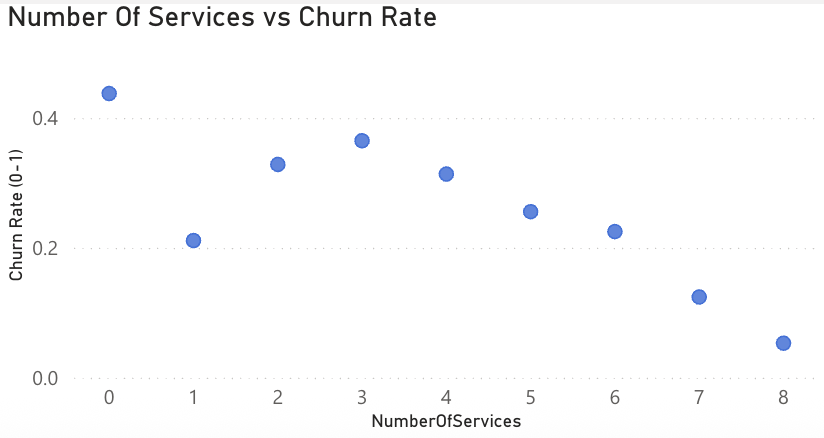 Number Of Services vs Churn Rate
Churn Rate (0-1)
0.4
0.2
0.0
0 1 2 3 4 5 6 7 8
NumberOfServices